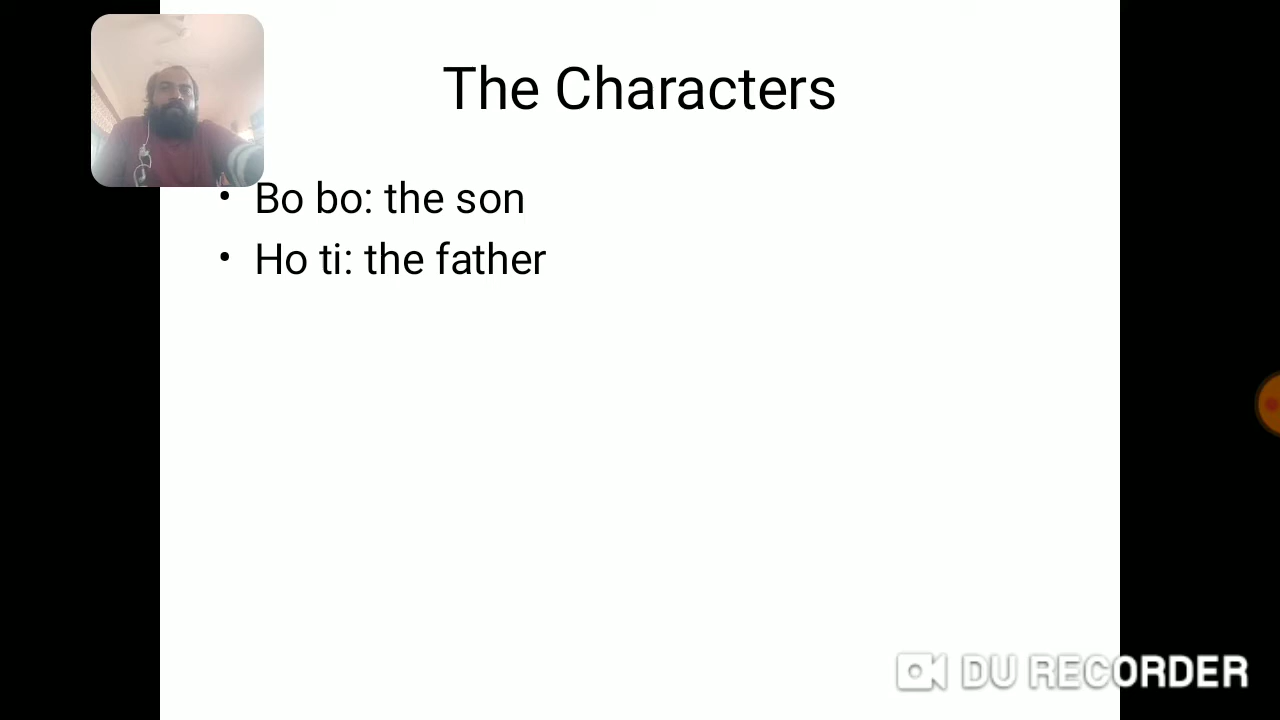 The Characters
• Bo bo: the son
• Ho ti: the father
DU RECORDER